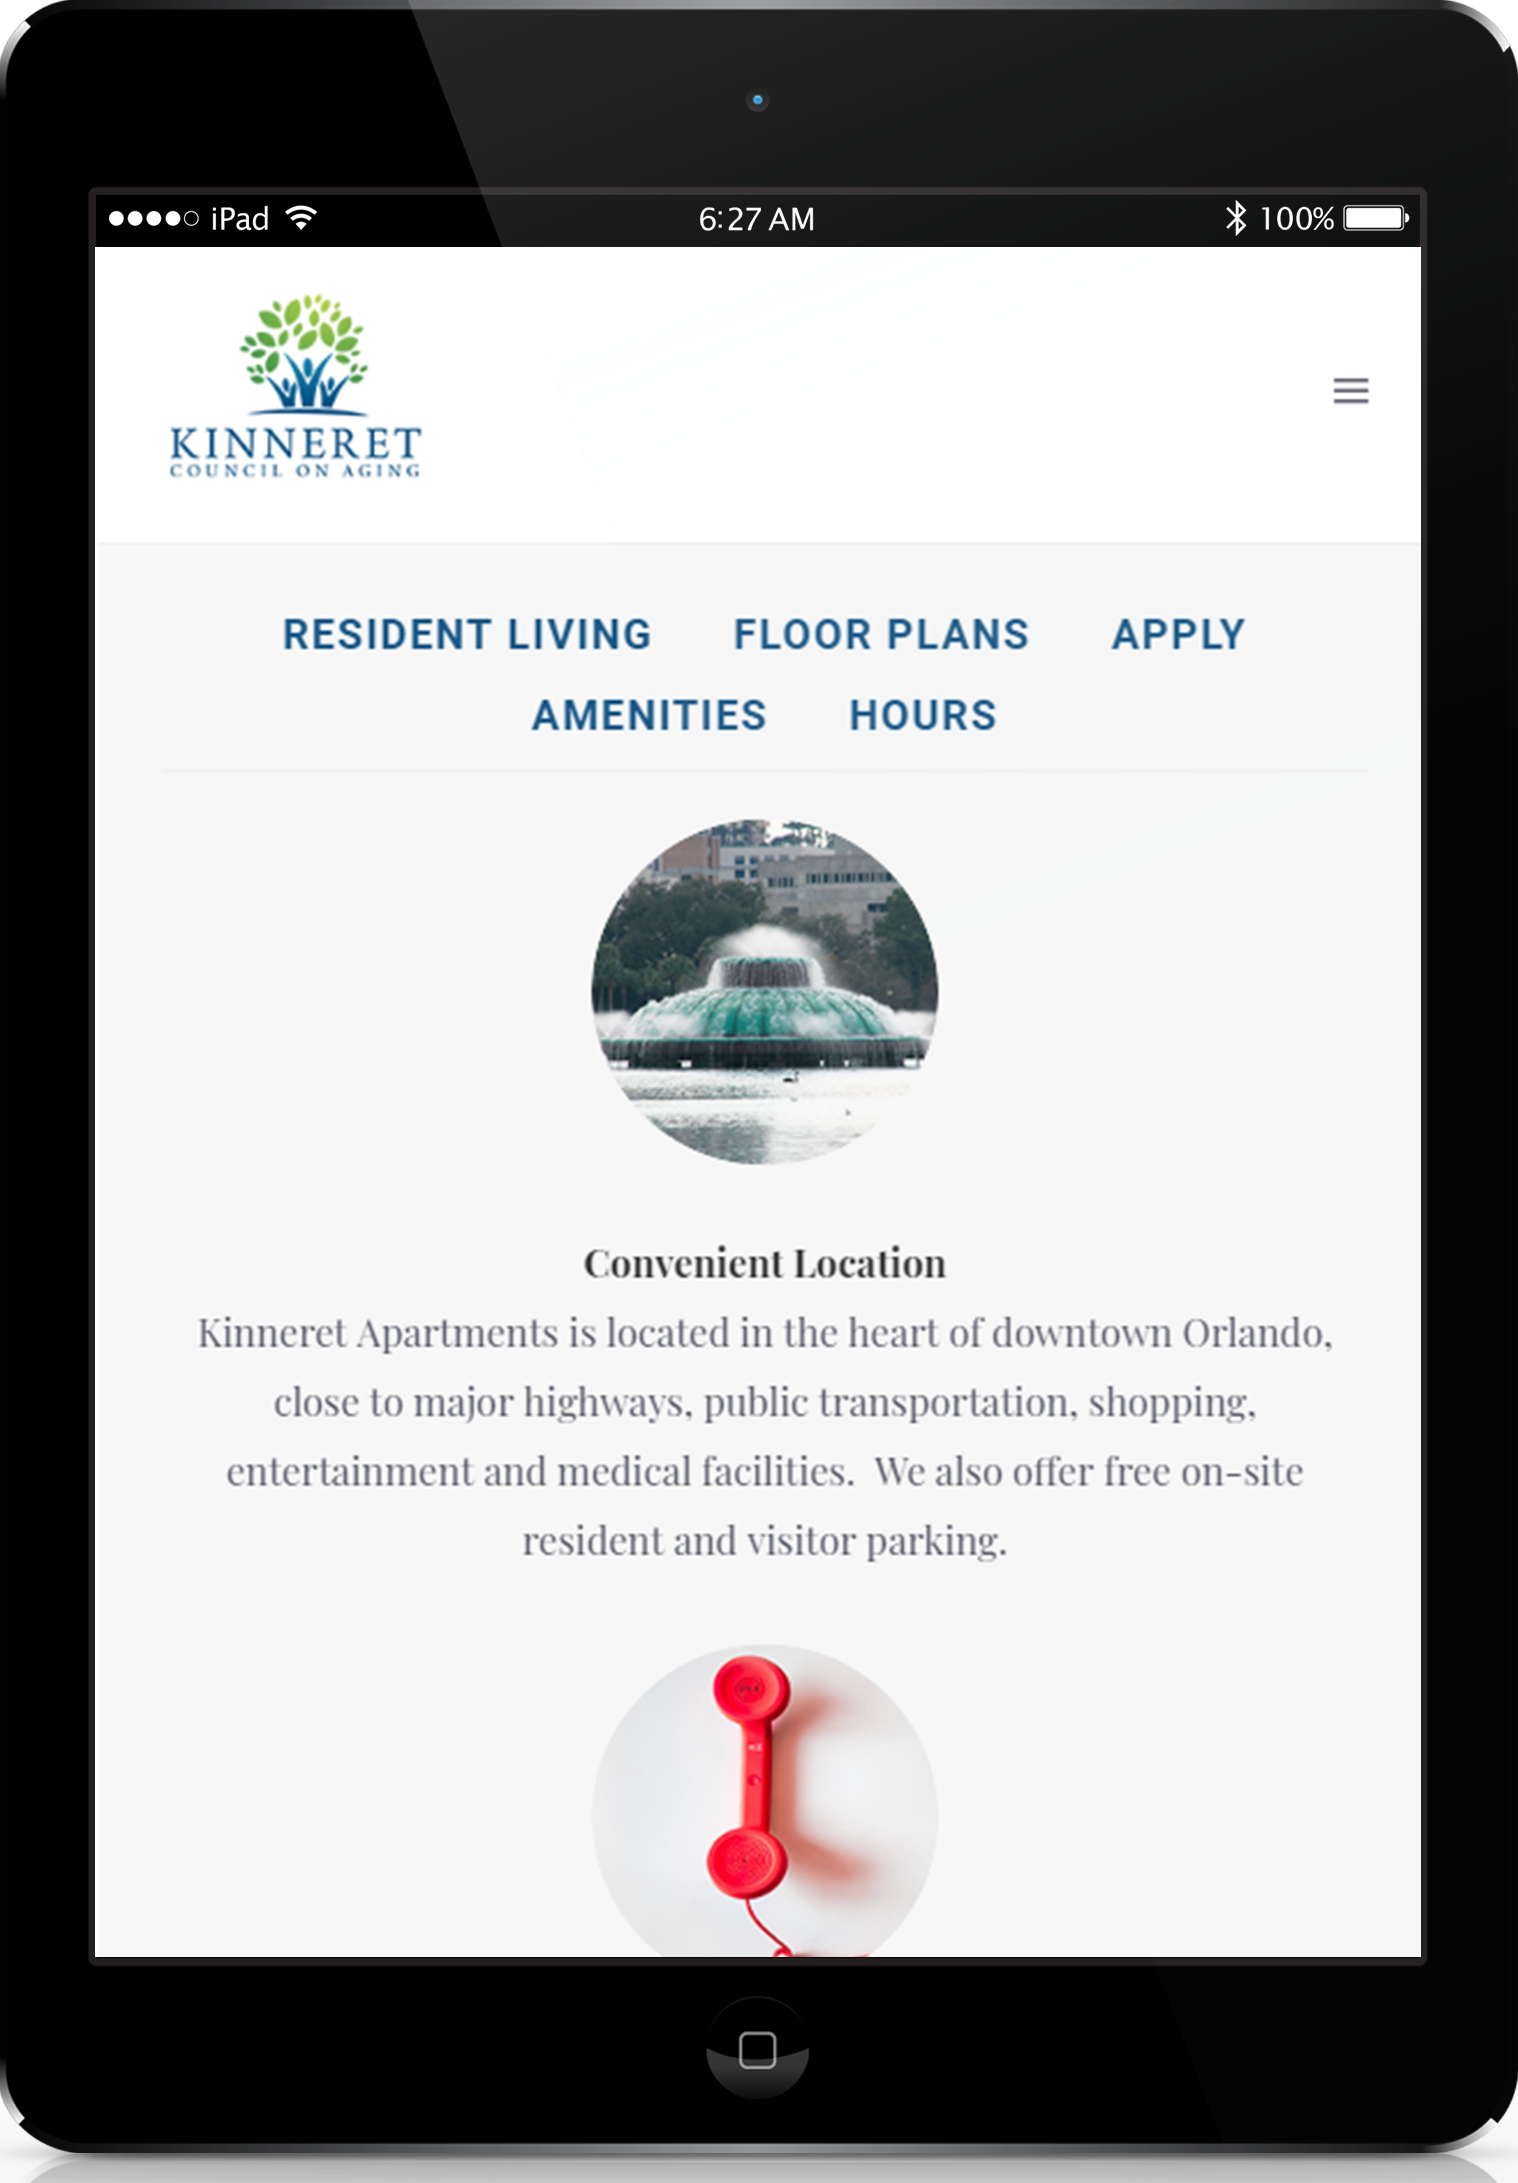 iPad 6:27 AM 100%
KINNERET
COUNCIL ON AGING
RESIDENT LIVING FLOOR PLANS APPLY
AMENITIES HOURS
Convenient Location
Kinneret Apartments is located in the heart of downtown Orlando,
close to major highways, public transportation, shopping,
entertainment and medical facilities.  We also offer free on-site
resident and visitor parking.